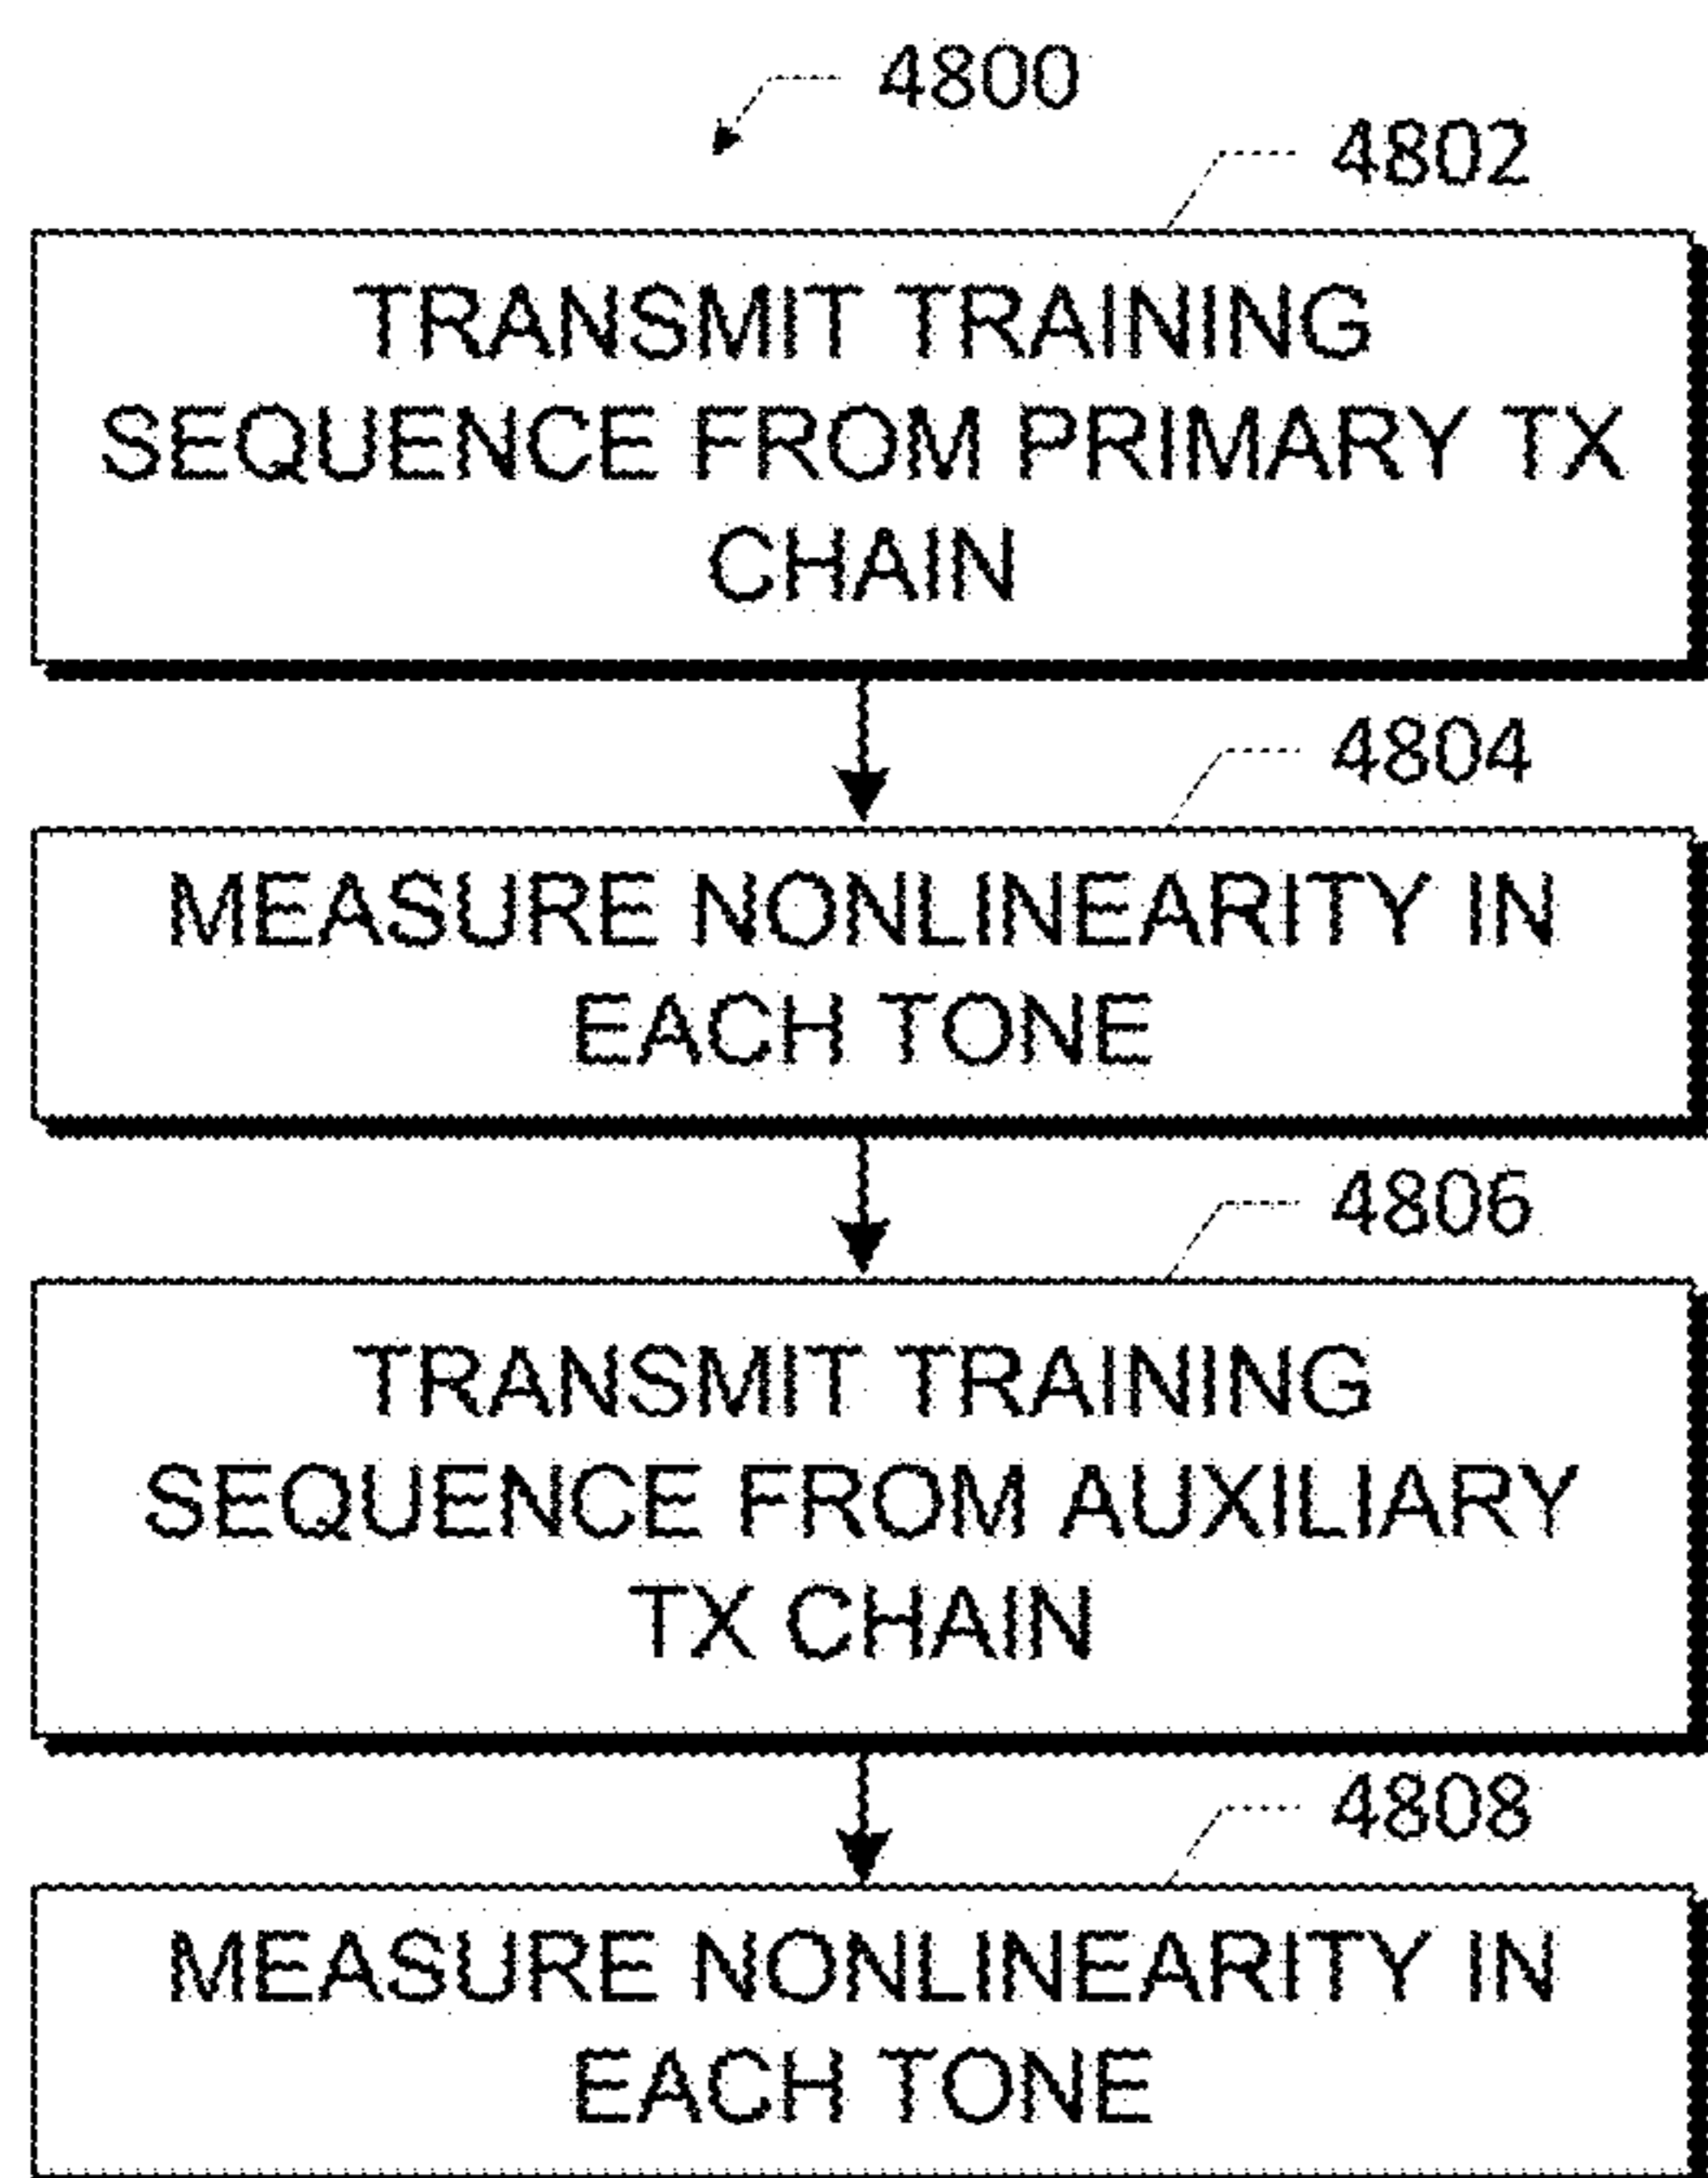 4800
4802
TRANSMIT TRAINING
SEQUENCE FROM PRIMARY TX
CHAIN
4804
MEASURE NONLINEARITY IN
EACH TONE
4806
TRANSMIT TRAINING
SEQUENCE FROM AUXILIARY
TX CHAIN
4808
MEASURE NONLINEARITY IN
EACH TONE